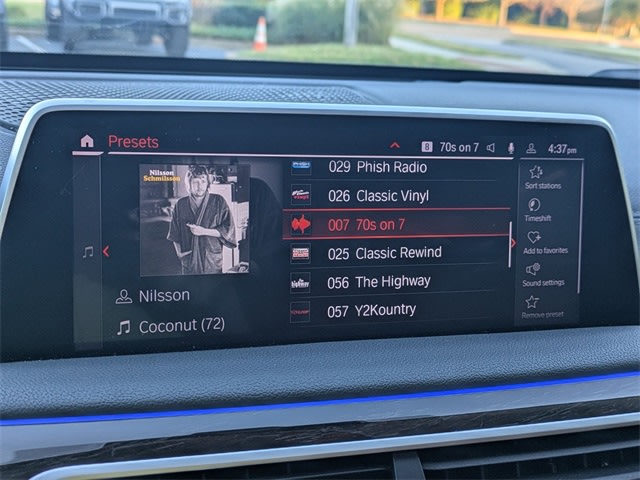 Presets
8 70s on 7
4:37pm
Nilsson
Schmilsson
Nilsson
Coconut (72)
PHISH
029 Phish Radio
026 Classic Vinyl
007 70s on 7
025 Classic Rewind
056 The Highway
057 Y2Kountry
Sort stations
Timeshift
Add to favorites
Sound settings
Remove preset